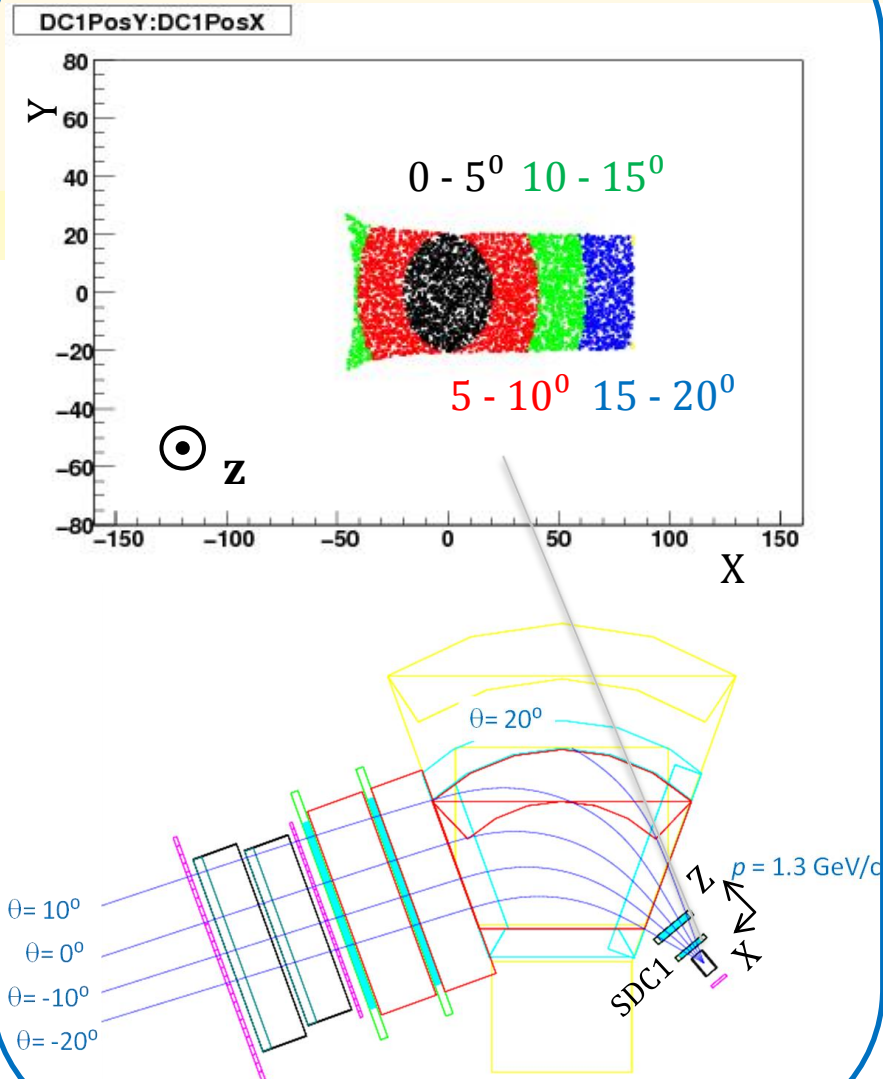 DC1PosY:DC1PosX
80
Y
60
40
0 - 5⁰ 10 - 15⁰
20
0
−20
5 - 10⁰ 15 - 20⁰
−40
z
−60
−80
−150 −100 −50 0 50 100 150
X
θ= 20⁰
p = 1.3 GeV/c
Z
X
SDC1
θ= 10⁰
θ= 0⁰
θ= -10⁰
θ= -20⁰